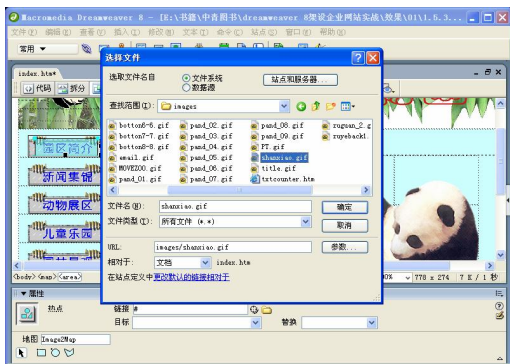 Macromedia Dreamweaver 8 - [E:\书籍\中青图书\dreamweaver 8架设企业网站实战\效果\01\1.5.3...
文件(F) 编辑(E) 查看(V) 插入(I) 修改(M) 文本(T) 命令(C) 站点(S) 窗口(W) 帮助(H)
常用
选择文件
index.htm*
代码 拆分
选取文件名自
文件系统
数据源
站点和服务器...
查找范围(I):
images
botton6-6.gif pand_02.gif pand_08.gif ruguan_2.g
botton7-7.gif pand_03.gif pand_09.gif ruyeback1.
botton8-8.gif pand_04.gif PT.gif
email.gif pand_05.gif shanxiao.gif
MOVEZOO.gif pand_06.gif title.gif
pand_01.gif pand_07.gif txtcounter.htm
文件名(N): shanxiao.gif 确定
文件类型(T): 所有文件 (*.*) 取消
URL: images/shanxiao.gif 参数...
相对于: 文档 index.htm
在站点定义中更改默认的链接相对于
园区简介
新闻集锦
动物展区
儿童乐园
<body> <map> <area>
778 x 274 7 K / 1 秒
属性
热点 链接 #
目标 替换
地图 Image2Map